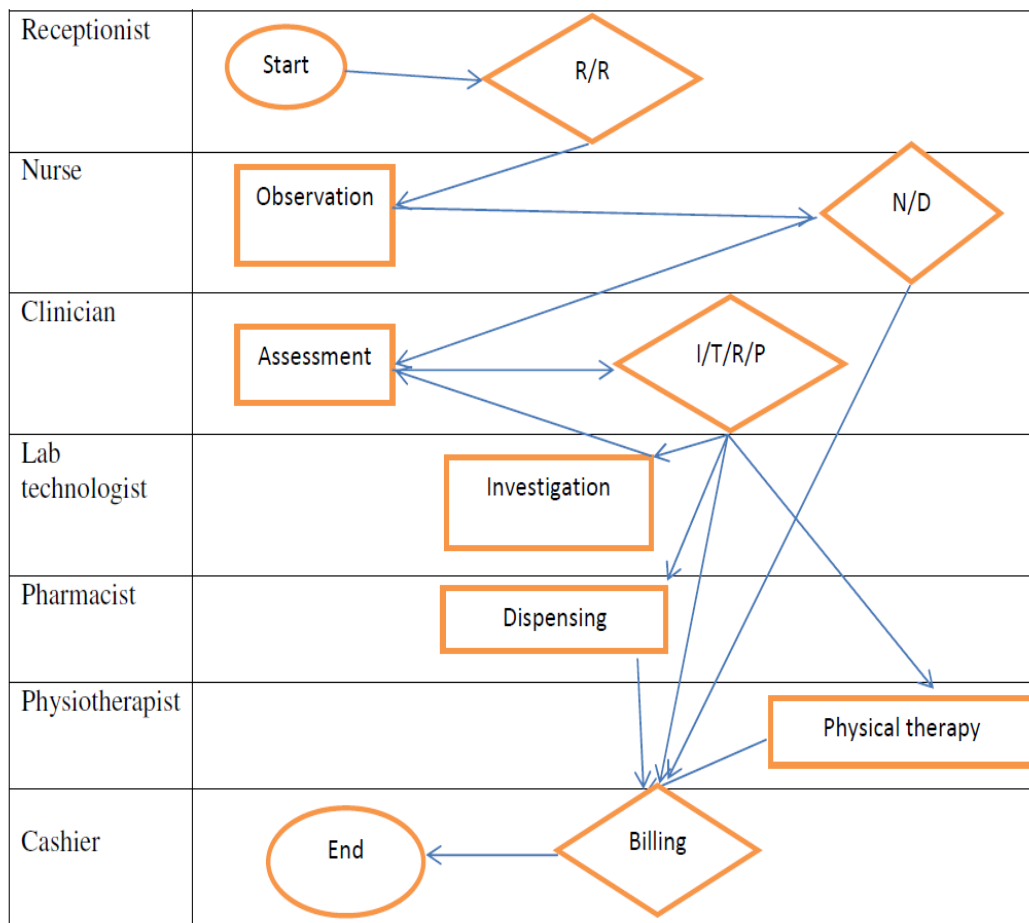 Receptionist
Start
R/R
Nurse
Observation
N/D
Clinician
Assessment
I/T/R/P
Lab
technologist
Investigation
Pharmacist
Dispensing
Physiotherapist
Physical therapy
Cashier
End
Billing